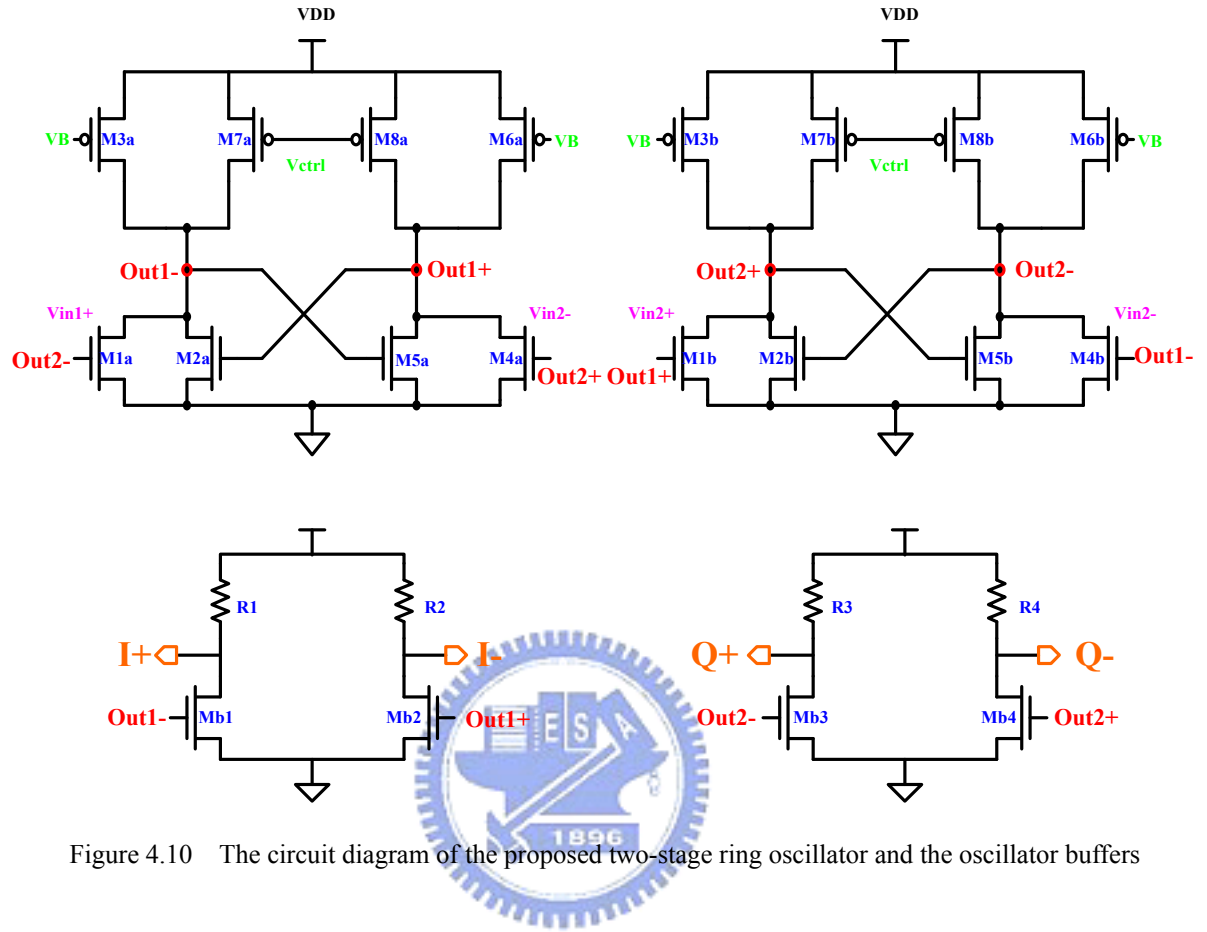 VDD VDD
VB M3a M7a M8a M6a VB VB M3b M7b M8b M6b VB
Vctrl Vctrl
Out1- Out1+ Out2+ Out2-
Vin1+ Vin2- Vin2+ Vin2-
Out2- M1a M2a M5a M4a Out2+ Out1+ M1b M2b M5b M4b Out1-
R1 R2 R3 R4
I+ I- Q+ Q-
Out1- Mb1 Mb2 Out1+ Out2- Mb3 Mb4 Out2+
E S A
1896
Figure 4.10 The circuit diagram of the proposed two-stage ring oscillator and the oscillator buffers